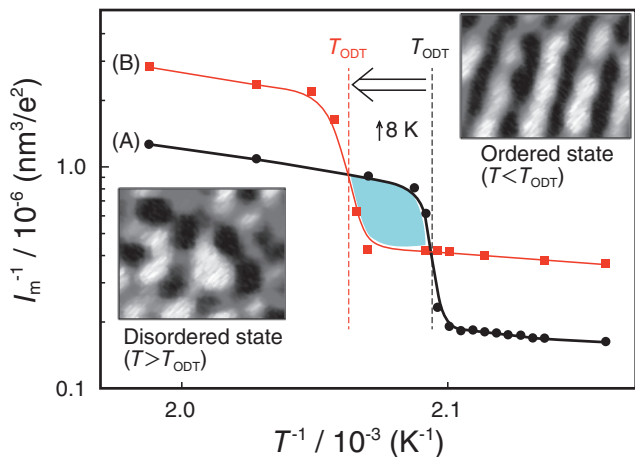 T_ODT T_ODT
(B)
↑8 K
(A)
Ordered state
(T<T_ODT)
Disordered state
(T>T_ODT)
I_m^-1 / 10^-6 (nm^3/e^2)
1.0
0.1
2.0 2.1
T^-1 / 10^-3 (K^-1)